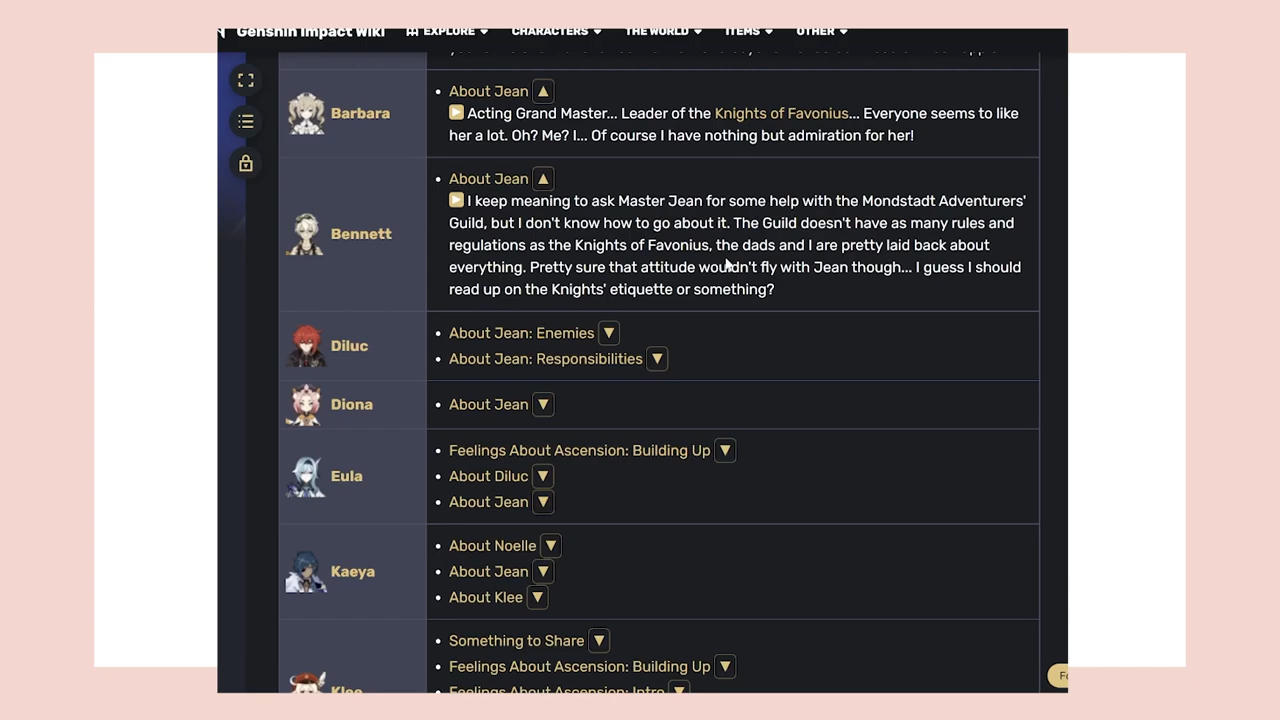 Genshin Impact Wiki
EXPLORE
CHARACTERS
THE WORLD
ITEMS
OTHER
Barbara
• About Jean ▲
Acting Grand Master... Leader of the Knights of Favonius... Everyone seems to like
her a lot. Oh? Me? I... Of course I have nothing but admiration for her!
Bennett
• About Jean ▲
I keep meaning to ask Master Jean for some help with the Mondstadt Adventurers'
Guild, but I don't know how to go about it. The Guild doesn't have as many rules and
regulations as the Knights of Favonius, the dads and I are pretty laid back about
everything. Pretty sure that attitude wouldn't fly with Jean though... I guess I should
read up on the Knights' etiquette or something?
Diluc
• About Jean: Enemies ▼
• About Jean: Responsibilities ▼
Diona
• About Jean ▼
Eula
• Feelings About Ascension: Building Up ▼
• About Diluc ▼
• About Jean ▼
Kaeya
• About Noelle ▼
• About Jean ▼
• About Klee ▼
Klee
• Something to Share ▼
• Feelings About Ascension: Building Up ▼
• Feelings About Ascension: Intro ▼